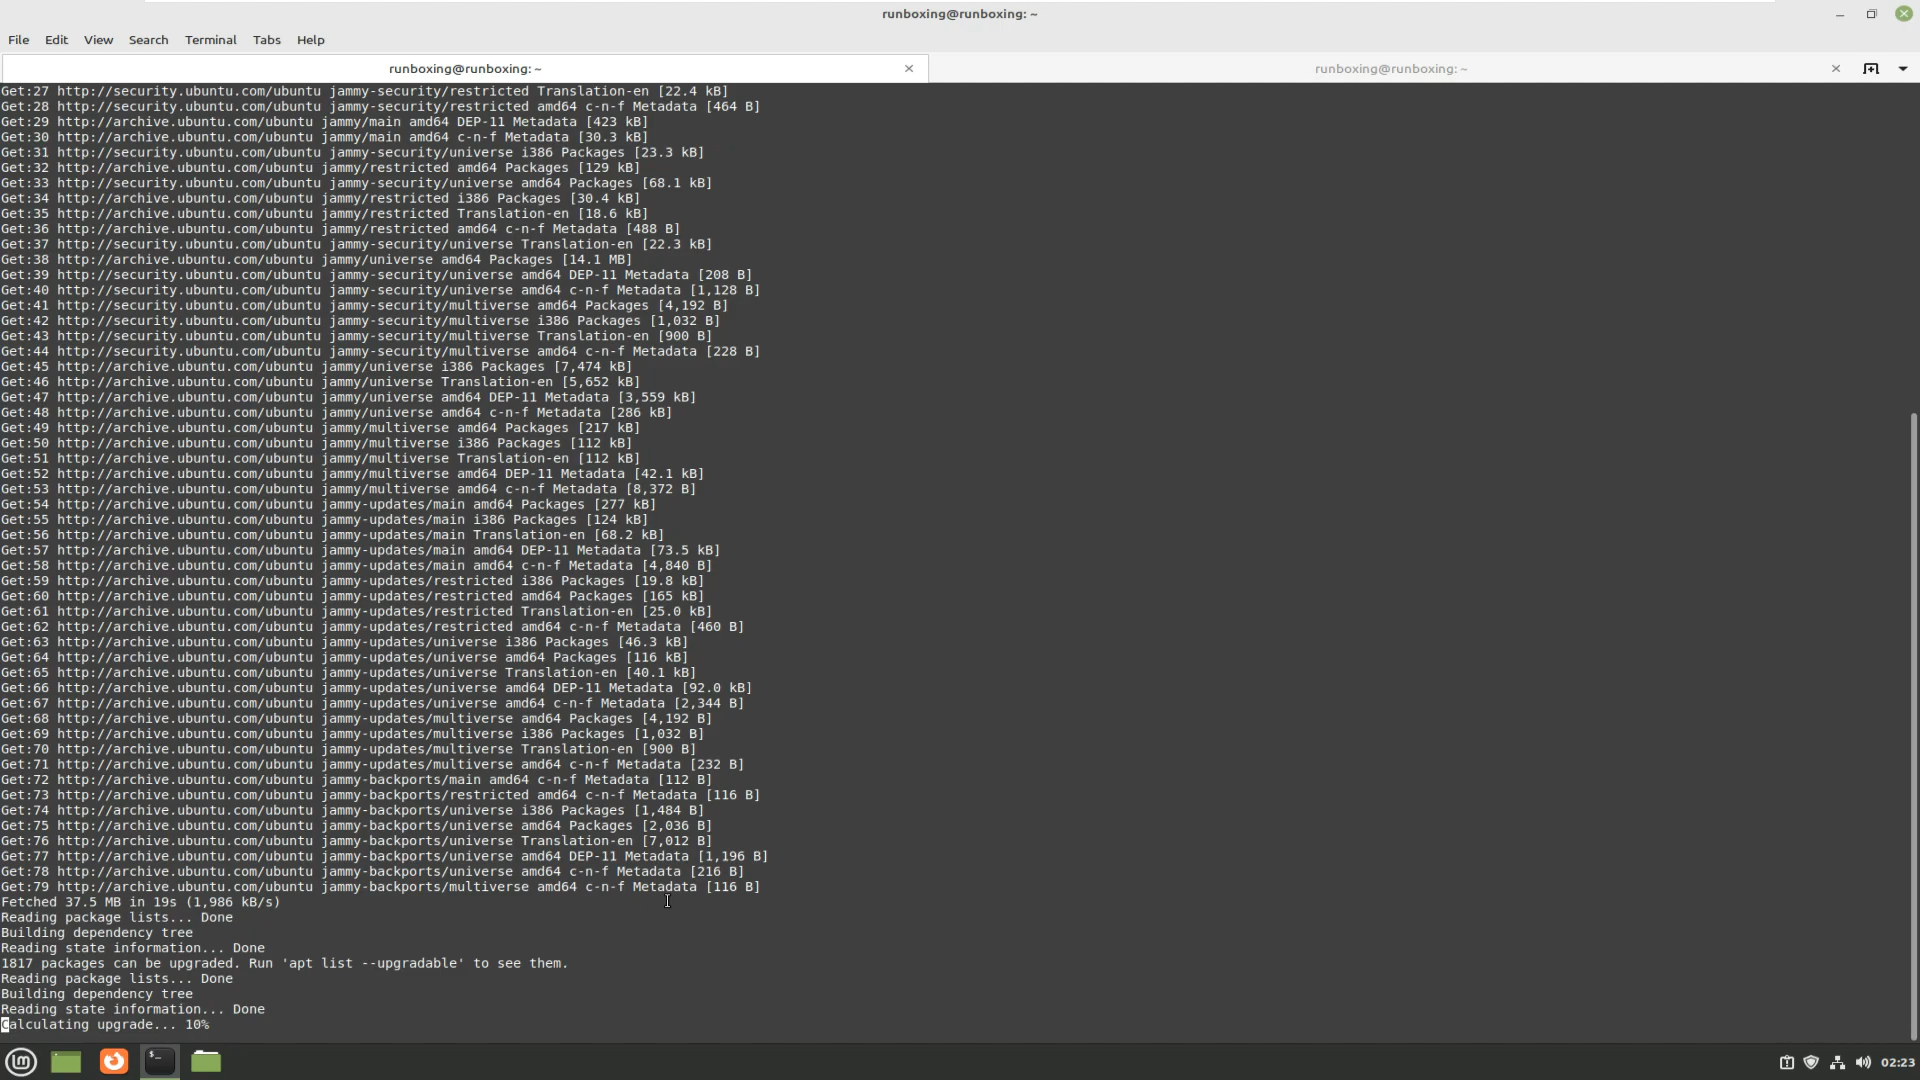 runboxing@runboxing: ~
File Edit View Search Terminal Tabs Help
runboxing@runboxing: ~ runboxing@runboxing: ~
Get:27 http://security.ubuntu.com/ubuntu jammy-security/restricted Translation-en [22.4 kB]
Get:28 http://security.ubuntu.com/ubuntu jammy-security/restricted amd64 c-n-f Metadata [464 B]
Get:29 http://archive.ubuntu.com/ubuntu jammy/main amd64 DEP-11 Metadata [423 kB]
Get:30 http://archive.ubuntu.com/ubuntu jammy/main amd64 c-n-f Metadata [30.3 kB]
Get:31 http://security.ubuntu.com/ubuntu jammy-security/universe i386 Packages [23.3 kB]
Get:32 http://archive.ubuntu.com/ubuntu jammy/restricted amd64 Packages [129 kB]
Get:33 http://security.ubuntu.com/ubuntu jammy-security/universe amd64 Packages [68.1 kB]
Get:34 http://archive.ubuntu.com/ubuntu jammy/restricted i386 Packages [30.4 kB]
Get:35 http://archive.ubuntu.com/ubuntu jammy/restricted Translation-en [18.6 kB]
Get:36 http://archive.ubuntu.com/ubuntu jammy/restricted amd64 c-n-f Metadata [488 B]
Get:37 http://security.ubuntu.com/ubuntu jammy-security/universe Translation-en [22.3 kB]
Get:38 http://archive.ubuntu.com/ubuntu jammy/universe amd64 Packages [14.1 MB]
Get:39 http://security.ubuntu.com/ubuntu jammy-security/universe amd64 DEP-11 Metadata [208 B]
Get:40 http://security.ubuntu.com/ubuntu jammy-security/universe amd64 c-n-f Metadata [1,128 B]
Get:41 http://security.ubuntu.com/ubuntu jammy-security/multiverse amd64 Packages [4,192 B]
Get:42 http://security.ubuntu.com/ubuntu jammy-security/multiverse i386 Packages [1,032 B]
Get:43 http://security.ubuntu.com/ubuntu jammy-security/multiverse Translation-en [900 B]
Get:44 http://security.ubuntu.com/ubuntu jammy-security/multiverse amd64 c-n-f Metadata [228 B]
Get:45 http://archive.ubuntu.com/ubuntu jammy/universe i386 Packages [7,474 kB]
Get:46 http://archive.ubuntu.com/ubuntu jammy/universe Translation-en [5,652 kB]
Get:47 http://archive.ubuntu.com/ubuntu jammy/universe amd64 DEP-11 Metadata [3,559 kB]
Get:48 http://archive.ubuntu.com/ubuntu jammy/universe amd64 c-n-f Metadata [286 kB]
Get:49 http://archive.ubuntu.com/ubuntu jammy/multiverse amd64 Packages [217 kB]
Get:50 http://archive.ubuntu.com/ubuntu jammy/multiverse i386 Packages [112 kB]
Get:51 http://archive.ubuntu.com/ubuntu jammy/multiverse Translation-en [112 kB]
Get:52 http://archive.ubuntu.com/ubuntu jammy/multiverse amd64 DEP-11 Metadata [42.1 kB]
Get:53 http://archive.ubuntu.com/ubuntu jammy/multiverse amd64 c-n-f Metadata [8,372 B]
Get:54 http://archive.ubuntu.com/ubuntu jammy-updates/main amd64 Packages [277 kB]
Get:55 http://archive.ubuntu.com/ubuntu jammy-updates/main i386 Packages [124 kB]
Get:56 http://archive.ubuntu.com/ubuntu jammy-updates/main Translation-en [68.2 kB]
Get:57 http://archive.ubuntu.com/ubuntu jammy-updates/main amd64 DEP-11 Metadata [73.5 kB]
Get:58 http://archive.ubuntu.com/ubuntu jammy-updates/main amd64 c-n-f Metadata [4,840 B]
Get:59 http://archive.ubuntu.com/ubuntu jammy-updates/restricted i386 Packages [19.8 kB]
Get:60 http://archive.ubuntu.com/ubuntu jammy-updates/restricted amd64 Packages [165 kB]
Get:61 http://archive.ubuntu.com/ubuntu jammy-updates/restricted Translation-en [25.0 kB]
Get:62 http://archive.ubuntu.com/ubuntu jammy-updates/restricted amd64 c-n-f Metadata [460 B]
Get:63 http://archive.ubuntu.com/ubuntu jammy-updates/universe i386 Packages [46.3 kB]
Get:64 http://archive.ubuntu.com/ubuntu jammy-updates/universe amd64 Packages [116 kB]
Get:65 http://archive.ubuntu.com/ubuntu jammy-updates/universe Translation-en [40.1 kB]
Get:66 http://archive.ubuntu.com/ubuntu jammy-updates/universe amd64 DEP-11 Metadata [92.0 kB]
Get:67 http://archive.ubuntu.com/ubuntu jammy-updates/universe amd64 c-n-f Metadata [2,344 B]
Get:68 http://archive.ubuntu.com/ubuntu jammy-updates/multiverse amd64 Packages [4,192 B]
Get:69 http://archive.ubuntu.com/ubuntu jammy-updates/multiverse i386 Packages [1,032 B]
Get:70 http://archive.ubuntu.com/ubuntu jammy-updates/multiverse Translation-en [900 B]
Get:71 http://archive.ubuntu.com/ubuntu jammy-updates/multiverse amd64 c-n-f Metadata [232 B]
Get:72 http://archive.ubuntu.com/ubuntu jammy-backports/main amd64 c-n-f Metadata [112 B]
Get:73 http://archive.ubuntu.com/ubuntu jammy-backports/restricted amd64 c-n-f Metadata [116 B]
Get:74 http://archive.ubuntu.com/ubuntu jammy-backports/universe i386 Packages [1,484 B]
Get:75 http://archive.ubuntu.com/ubuntu jammy-backports/universe amd64 Packages [2,036 B]
Get:76 http://archive.ubuntu.com/ubuntu jammy-backports/universe Translation-en [7,012 B]
Get:77 http://archive.ubuntu.com/ubuntu jammy-backports/universe amd64 DEP-11 Metadata [1,196 B]
Get:78 http://archive.ubuntu.com/ubuntu jammy-backports/universe amd64 c-n-f Metadata [216 B]
Get:79 http://archive.ubuntu.com/ubuntu jammy-backports/multiverse amd64 c-n-f Metadata [116 B]
Fetched 37.5 MB in 19s (1,986 kB/s)
Reading package lists... Done
Building dependency tree
Reading state information... Done
1817 packages can be upgraded. Run 'apt list --upgradable' to see them.
Reading package lists... Done
Building dependency tree
Reading state information... Done
Calculating upgrade... 10%
02:23